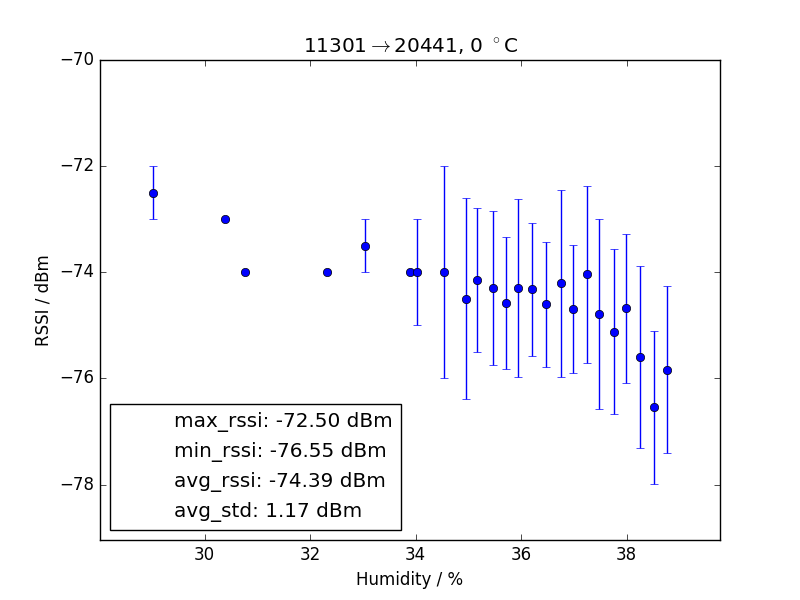 11301→20441, 0 °C
−70
−72
−74
−76
−78
RSSI / dBm
max_rssi: -72.50 dBm
min_rssi: -76.55 dBm
avg_rssi: -74.39 dBm
avg_std: 1.17 dBm
30 32 34 36 38
Humidity / %